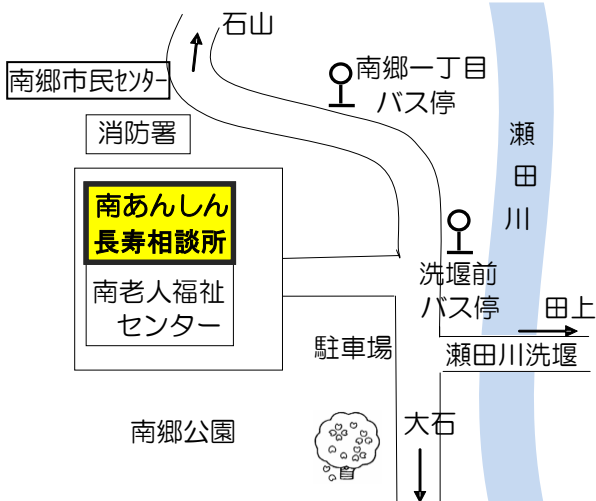 石山
南郷市民センター
南郷一丁目
バス停
消防署
瀬
田
川
南あんしん
長寿相談所
南老人福祉
センター
洗堰前
バス停
田上
駐車場
瀬田川洗堰
南郷公園
大石